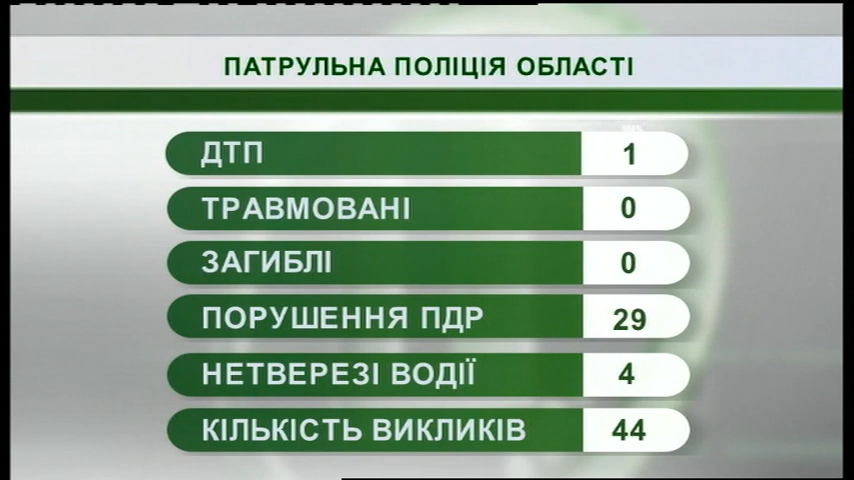 ПАТРУЛЬНА ПОЛІЦІЯ ОБЛАСТІ
ДТП 1
ТРАВМОВАНІ 0
ЗАГИБЛІ 0
ПОРУШЕННЯ ПДР 29
НЕТВЕРЕЗІ ВОДІЇ 4
КІЛЬКІСТЬ ВИКЛИКІВ 44